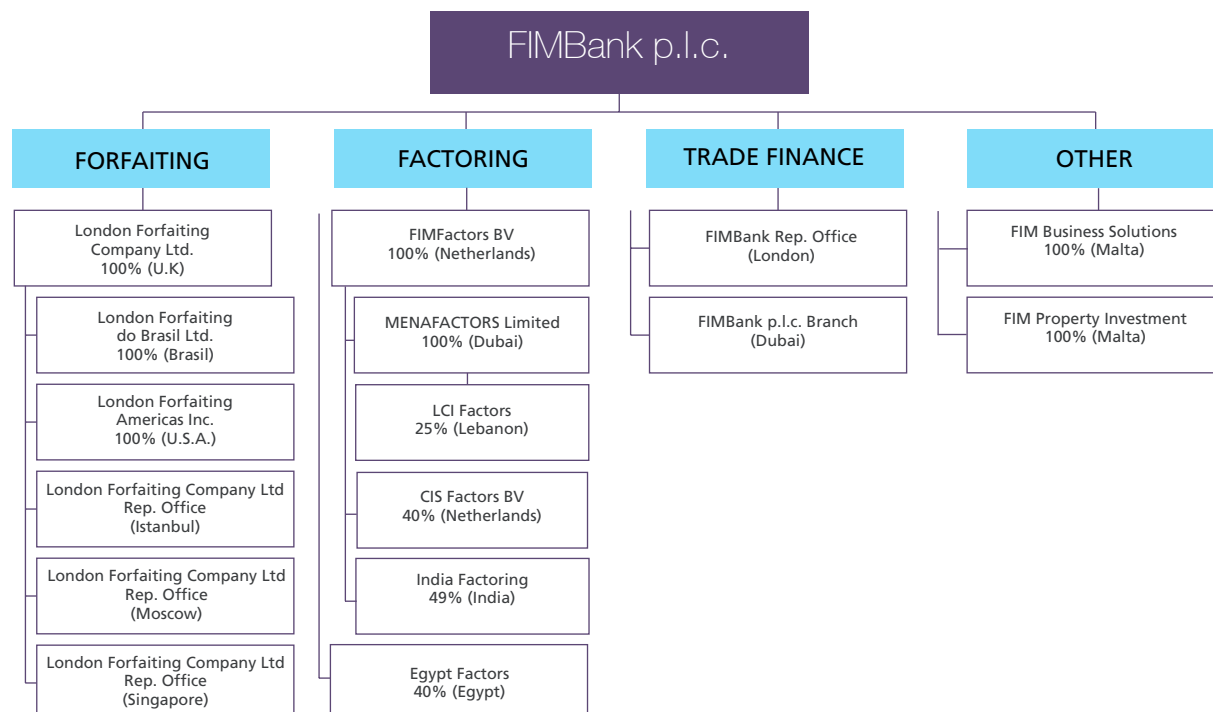 FIMBank p.l.c.
FORFAITING
FACTORING
TRADE FINANCE
OTHER
London Forfaiting
Company Ltd.
100% (U.K)
London Forfaiting
do Brasil Ltd.
100% (Brasil)
London Forfaiting
Americas Inc.
100% (U.S.A.)
London Forfaiting Company Ltd
Rep. Office
(Istanbul)
London Forfaiting Company Ltd
Rep. Office
(Moscow)
London Forfaiting Company Ltd
Rep. Office
(Singapore)
FIMFactors BV
100% (Netherlands)
MENAFACTORS Limited
100% (Dubai)
LCI Factors
25% (Lebanon)
CIS Factors BV
40% (Netherlands)
India Factoring
49% (India)
Egypt Factors
40% (Egypt)
FIMBank Rep. Office
(London)
FIMBank p.l.c. Branch
(Dubai)
FIM Business Solutions
100% (Malta)
FIM Property Investment
100% (Malta)